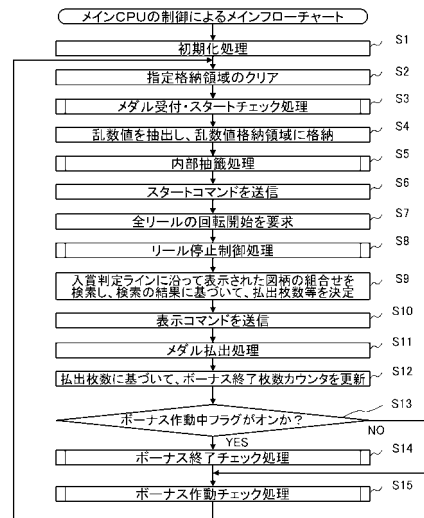 メインCPUの制御によるメインフローチャート
初期化処理
S1
指定格納領域のクリア
S2
メダル受付・スタートチェック処理
S3
乱数値を抽出し、乱数値格納領域に格納
S4
内部抽籤処理
S5
スタートコマンドを送信
S6
全リールの回転開始を要求
S7
リール停止制御処理
S8
入賞判定ラインに沿って表示された図柄の組合せを
検索し、検索の結果に基づいて、払出枚数等を決定
S9
表示コマンドを送信
S10
メダル払出処理
S11
払出枚数に基づいて、ボーナス終了枚数カウンタを更新
S12
ボーナス作動中フラグがオンか?
S13
NO
YES
ボーナス終了チェック処理
S14
ボーナス作動チェック処理
S15